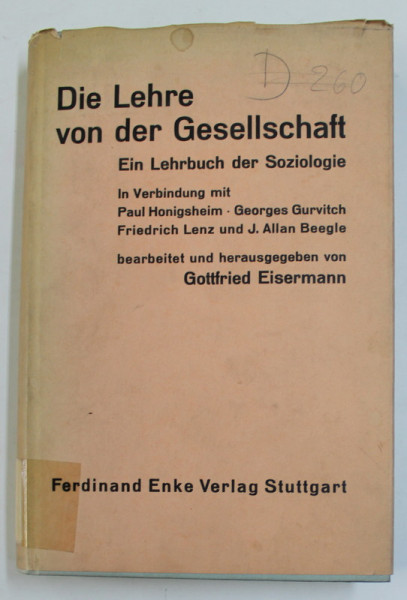 D 260
Die Lehre
von der Gesellschaft
Ein Lehrbuch der Soziologie
In Verbindung mit
Paul Honigsheim · Georges Gurvitch
Friedrich Lenz und J. Allan Beegle
bearbeitet und herausgegeben von
Gottfried Eisermann
Ferdinand Enke Verlag Stuttgart